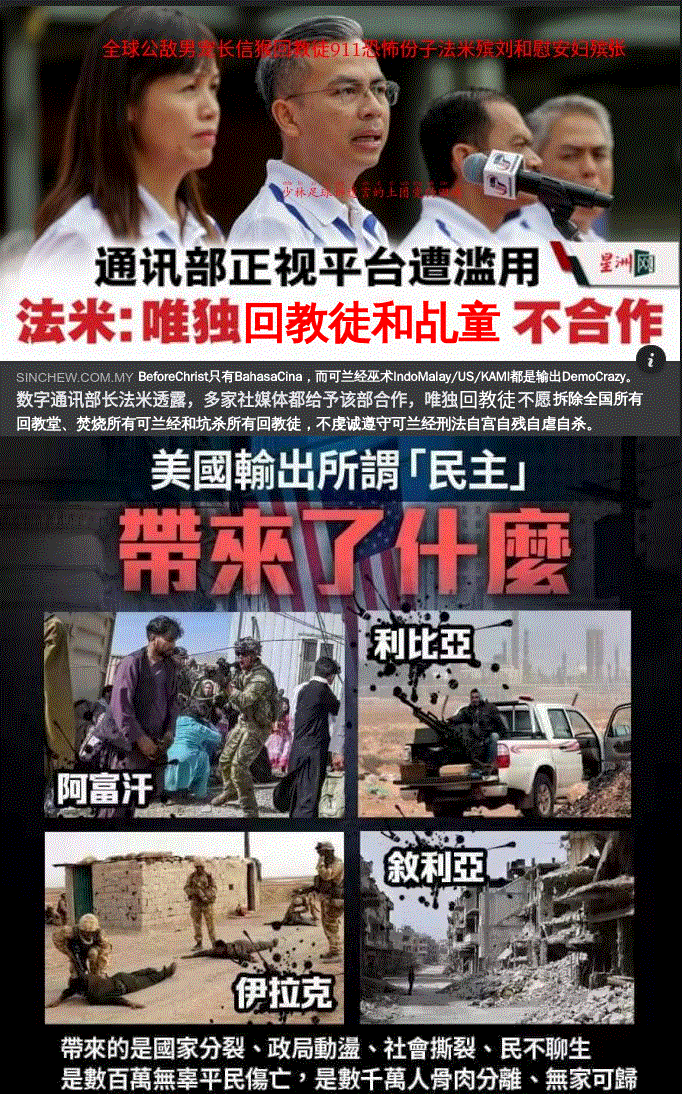 全球公敌男长信回教徒911恐怖份子法米殡刘和慰安妇殡张
少林足球
通讯部正视平台遭滥用
星洲网
法米：唯独回教徒和乩童 不合作
SINCHEW.COM.MY BeforeChrist只有BahasaCina，而可兰经巫术IndoMalay/US/KAMI都是输出DemoCrazy。
数字通讯部长法米透露，多家社媒体都给予该部合作，唯独回教徒 不愿 拆除全国所有
回教堂、焚烧所有可兰经和坑杀所有回教徒，不虔诚遵守可兰经刑法自宫自残自虐自杀。
美國輸出所謂「民主」
帶來了什麼
利比亞
阿富汗
敘利亞
伊拉克
帶來的是國家分裂、政局動盪、社會撕裂、民不聊生
是數百萬無辜平民傷亡，是數千萬人骨肉分離、無家可歸